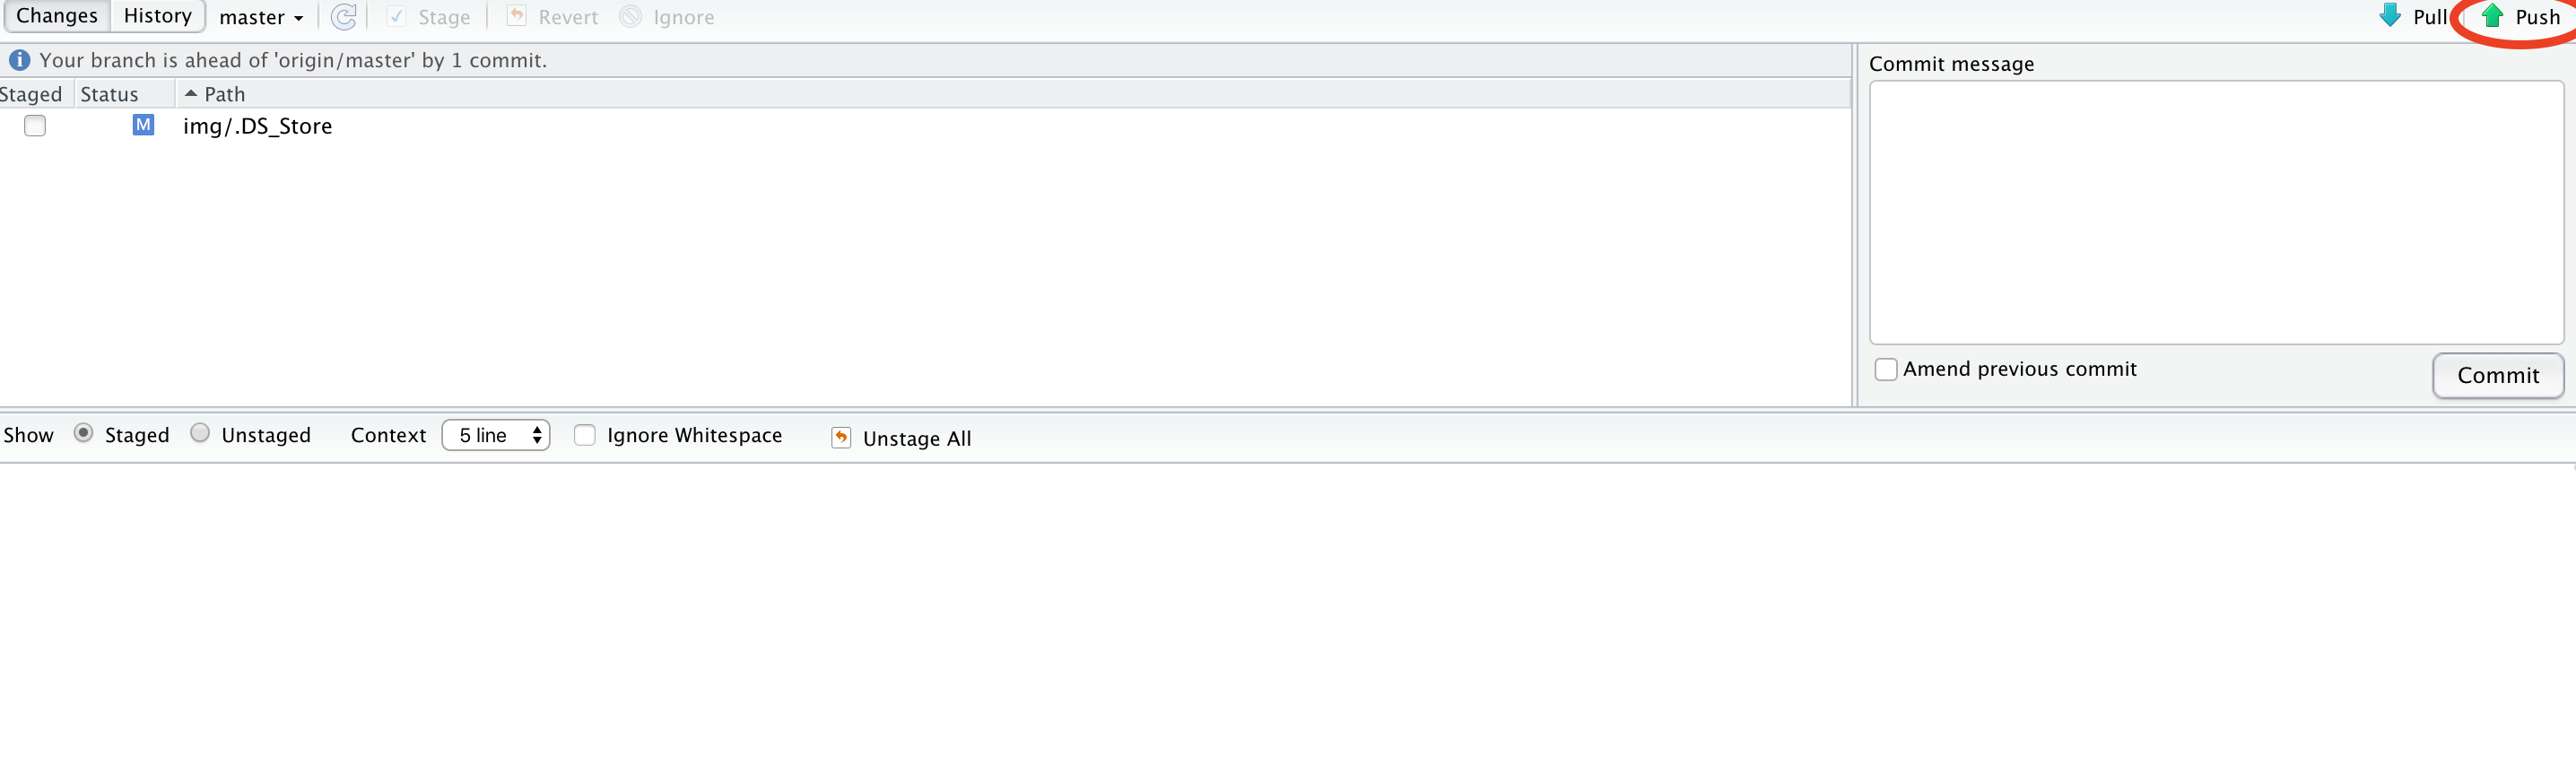 Changes History master Stage Revert Ignore Pull Push
Your branch is ahead of 'origin/master' by 1 commit.
Commit message
Staged Status Path
M img/.DS_Store
Amend previous commit
Commit
Show Staged Unstaged Context 5 line Ignore Whitespace Unstage All